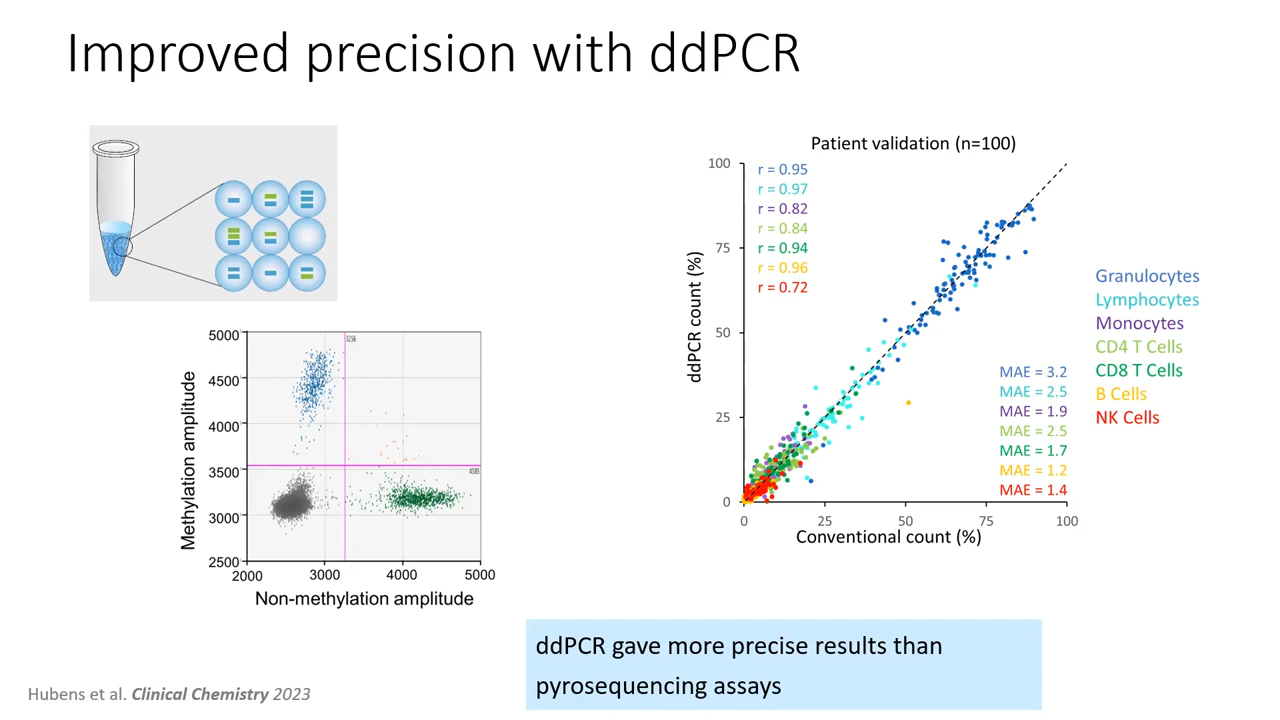 Improved precision with ddPCR
5000
4500
4000
3500
3000
2500
2000
3000
4000
5000
Methylation amplitude
Non-methylation amplitude
3256
Patient validation (n=100)
r = 0.95
r = 0.97
r = 0.82
r = 0.84
r = 0.94
r = 0.96
r = 0.72
100
75
50
25
0
ddPCR count (%)
MAE = 3.2
MAE = 2.5
MAE = 1.9
MAE = 2.5
MAE = 1.7
MAE = 1.2
MAE = 1.4
0
25
50
75
100
Conventional count (%)
Granulocytes
Lymphocytes
Monocytes
CD4 T Cells
CD8 T Cells
B Cells
NK Cells
ddPCR gave more precise results than
pyrosequencing assays
Hubens et al. Clinical Chemistry 2023